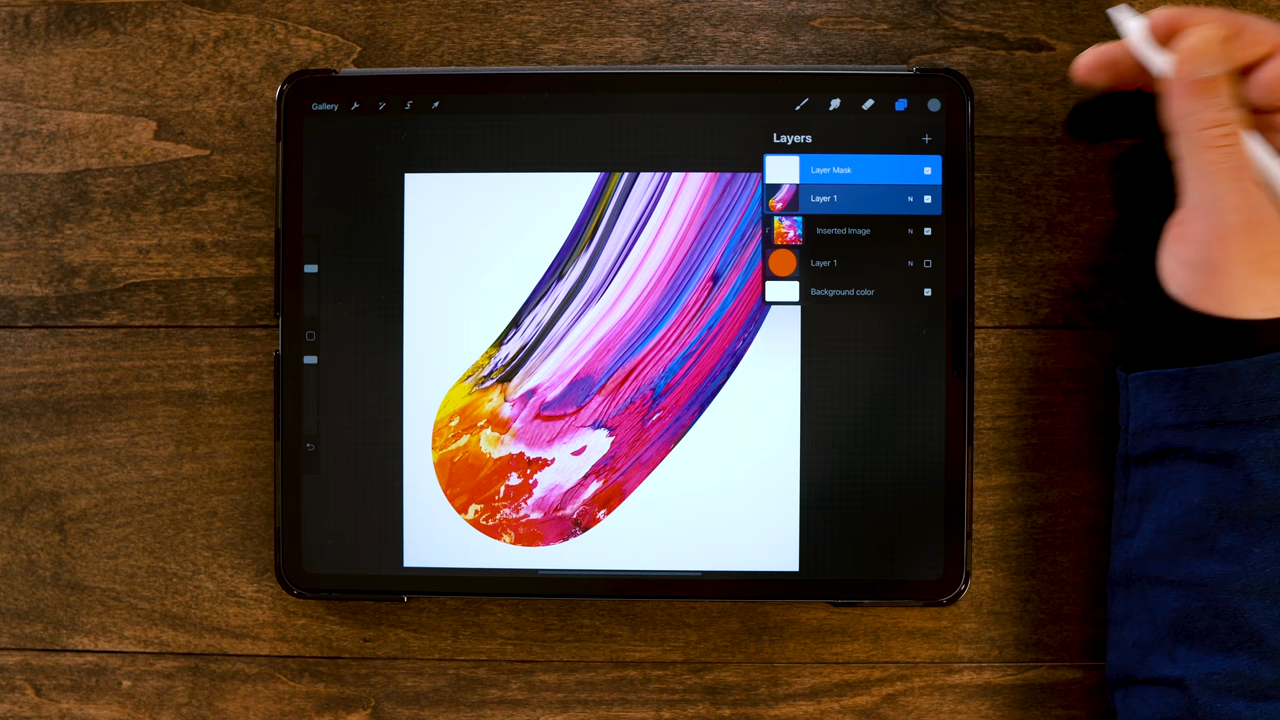 Gallery
Layers
Layer Mask
Layer 1 N
Inserted Image N
Layer 1 N
Background color